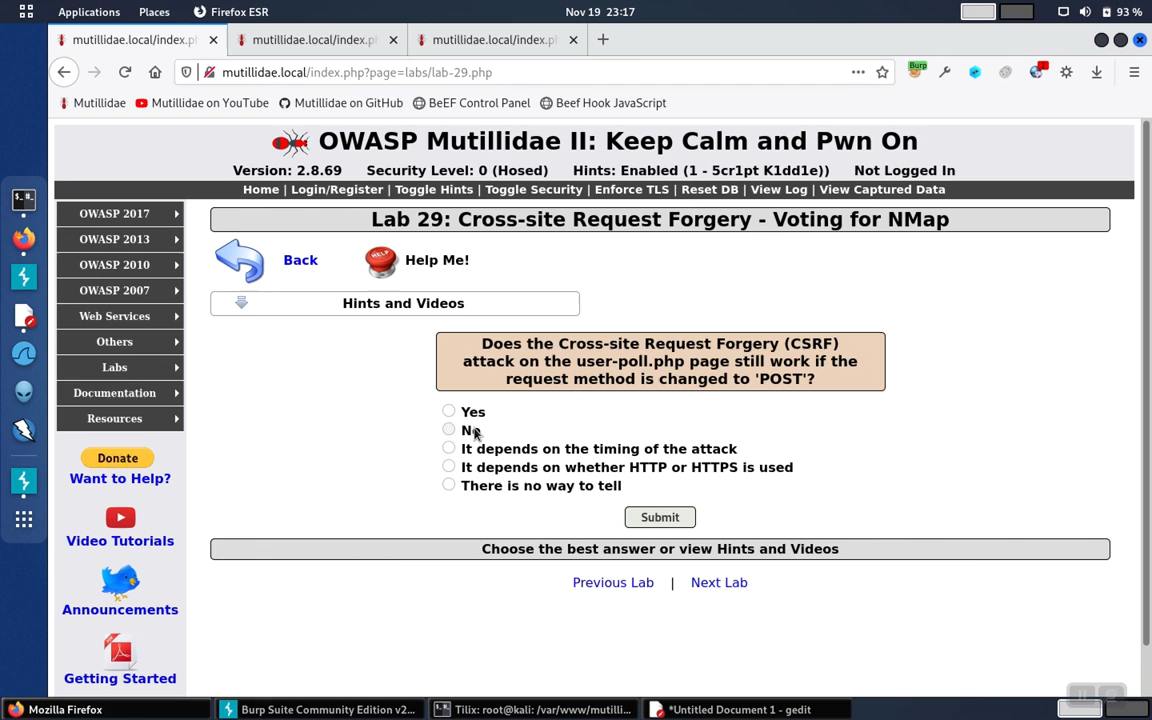 Applications Places Firefox ESR Nov 19 23:17 93 %
mutillidae.local/index.p mutillidae.local/index.p mutillidae.local/index.p
mutillidae.local/index.php?page=labs/lab-29.php
Burp
Mutillidae Mutillidae on YouTube Mutillidae on GitHub BeEF Control Panel Beef Hook JavaScript
OWASP Mutillidae II: Keep Calm and Pwn On
Version: 2.8.69 Security Level: 0 (Hosed) Hints: Enabled (1 - 5cr1pt K1dd1e)) Not Logged In
Home | Login/Register | Toggle Hints | Toggle Security | Enforce TLS | Reset DB | View Log | View Captured Data
OWASP 2017
OWASP 2013
OWASP 2010
OWASP 2007
Web Services
Others
Labs
Documentation
Resources
Donate
Want to Help?
Video Tutorials
Announcements
Getting Started
Lab 29: Cross-site Request Forgery - Voting for NMap
Back HELP Help Me!
Hints and Videos
Does the Cross-site Request Forgery (CSRF)
attack on the user-poll.php page still work if the
request method is changed to 'POST'?
Yes
No
It depends on the timing of the attack
It depends on whether HTTP or HTTPS is used
There is no way to tell
Submit
Choose the best answer or view Hints and Videos
Previous Lab | Next Lab
Mozilla Firefox Burp Suite Community Edition v2... Tilix: root@kali: /var/www/mutilli... *Untitled Document 1 - gedit